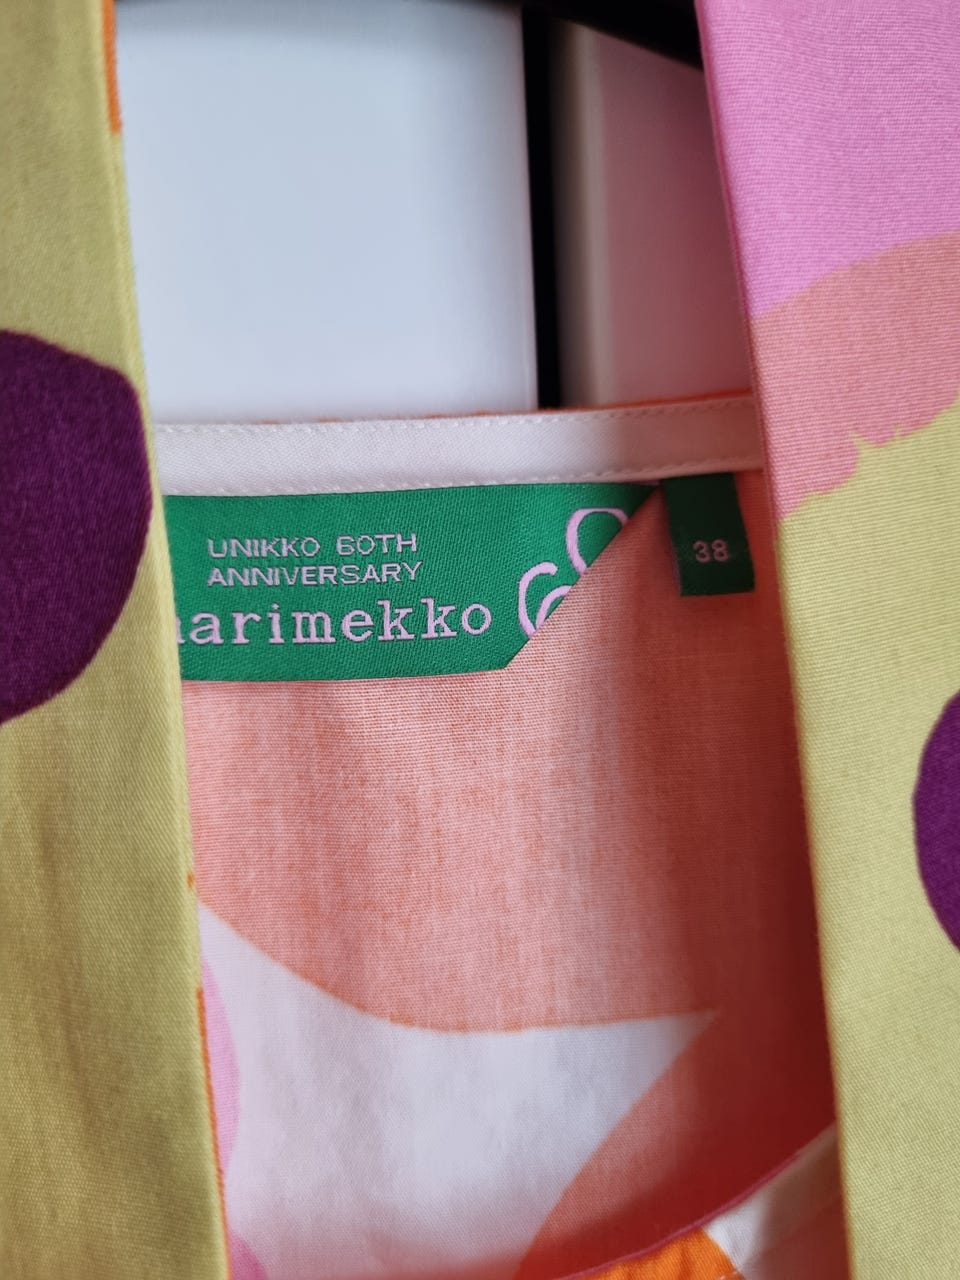 UNIKKO 60TH
ANNIVERSARY
arimekko
38